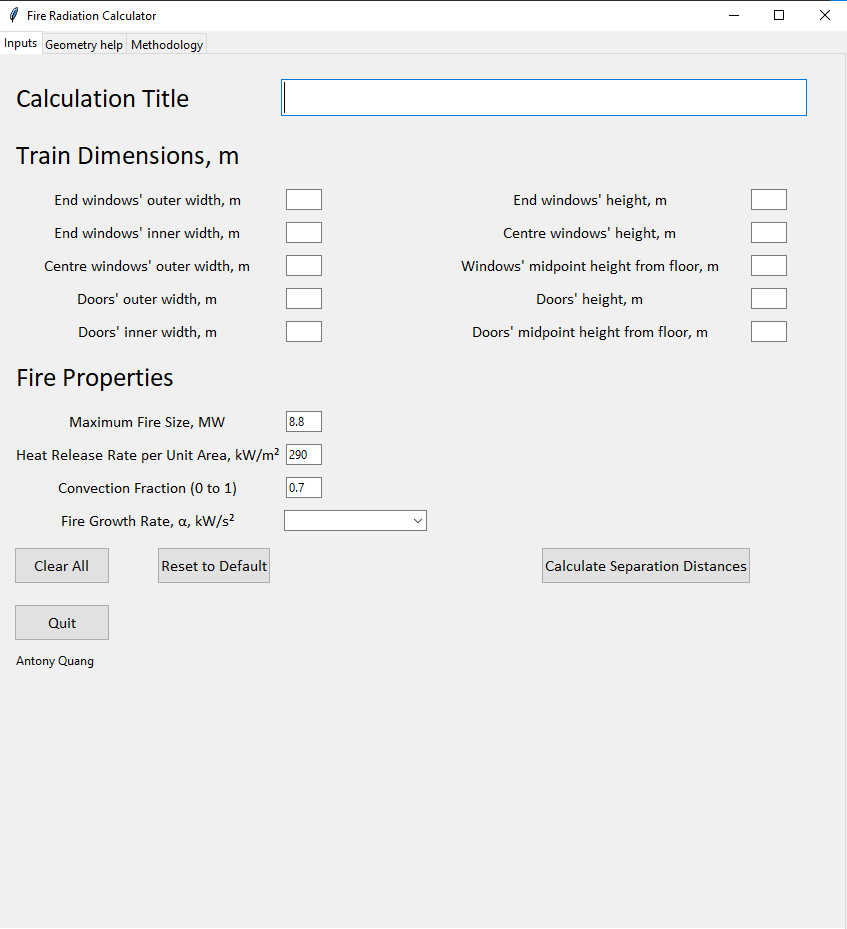 Fire Radiation Calculator
Inputs Geometry help Methodology
Calculation Title
Train Dimensions, m
End windows' outer width, m End windows' height, m
End windows' inner width, m Centre windows' height, m
Centre windows' outer width, m Windows' midpoint height from floor, m
Doors' outer width, m Doors' height, m
Doors' inner width, m Doors' midpoint height from floor, m
Fire Properties
Maximum Fire Size, MW 8.8
Heat Release Rate per Unit Area, kW/m² 290
Convection Fraction (0 to 1) 0.7
Fire Growth Rate, α, kW/s²
Clear All Reset to Default Calculate Separation Distances
Quit
Antony Quang